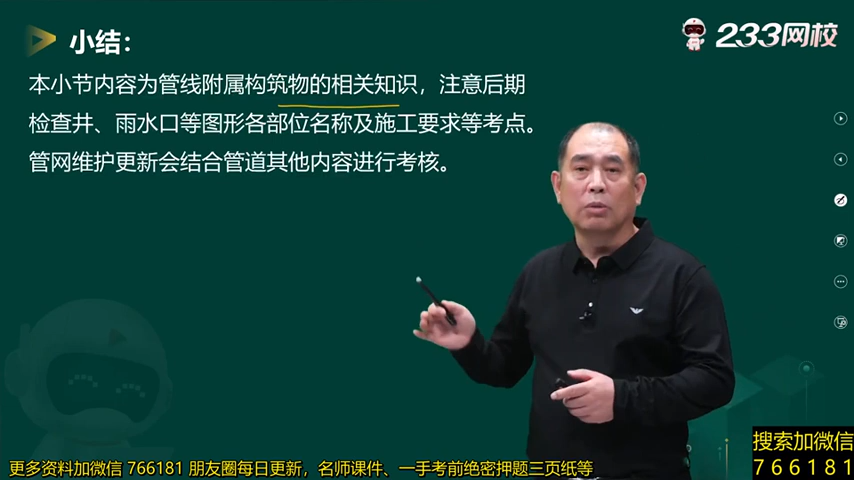 小结：
233网校
本小节内容为管线附属构筑物的相关知识，注意后期
检查井、雨水口等图形各部位名称及施工要求等考点。
管网维护更新会结合管道其他内容进行考核。
搜索加微信
766181
更多资料加微信 766181 朋友圈每日更新，名师课件、一手考前绝密押题三页纸等